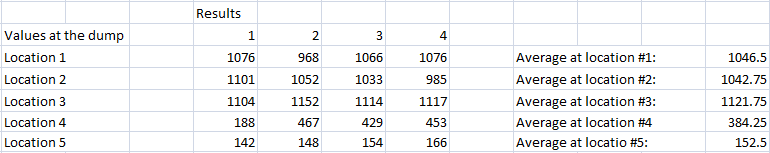 Results
Values at the dump 1 2 3 4
Location 1 1076 968 1066 1076 Average at location #1: 1046.5
Location 2 1101 1052 1033 985 Average at location #2: 1042.75
Location 3 1104 1152 1114 1117 Average at location #3: 1121.75
Location 4 188 467 429 453 Average at location #4 384.25
Location 5 142 148 154 166 Average at locatio #5: 152.5